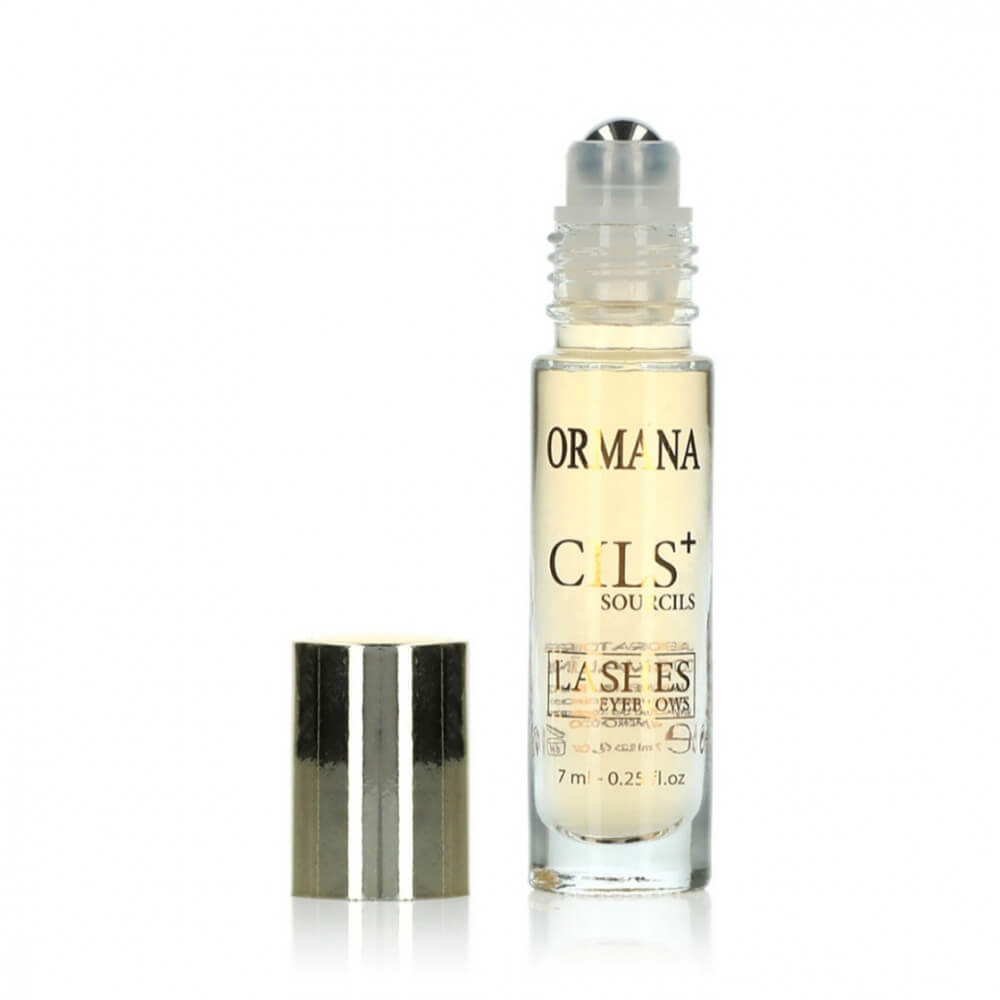 ORMANA
CILS+
SOURCILS
LASHES
EYEBROWS
7 ml - 0.25 fl.oz